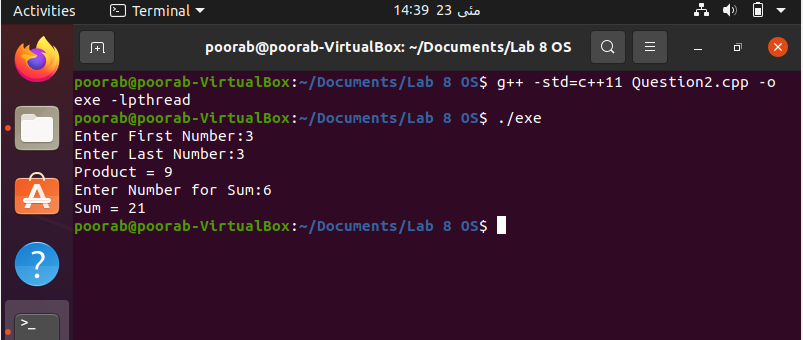 Activities Terminal 14:39 23 مئی
poorab@poorab-VirtualBox: ~/Documents/Lab 8 OS
poorab@poorab-VirtualBox:~/Documents/Lab 8 OS$ g++ -std=c++11 Question2.cpp -o
exe -lpthread
poorab@poorab-VirtualBox:~/Documents/Lab 8 OS$ ./exe
Enter First Number:3
Enter Last Number:3
Product = 9
Enter Number for Sum:6
Sum = 21
poorab@poorab-VirtualBox:~/Documents/Lab 8 OS$